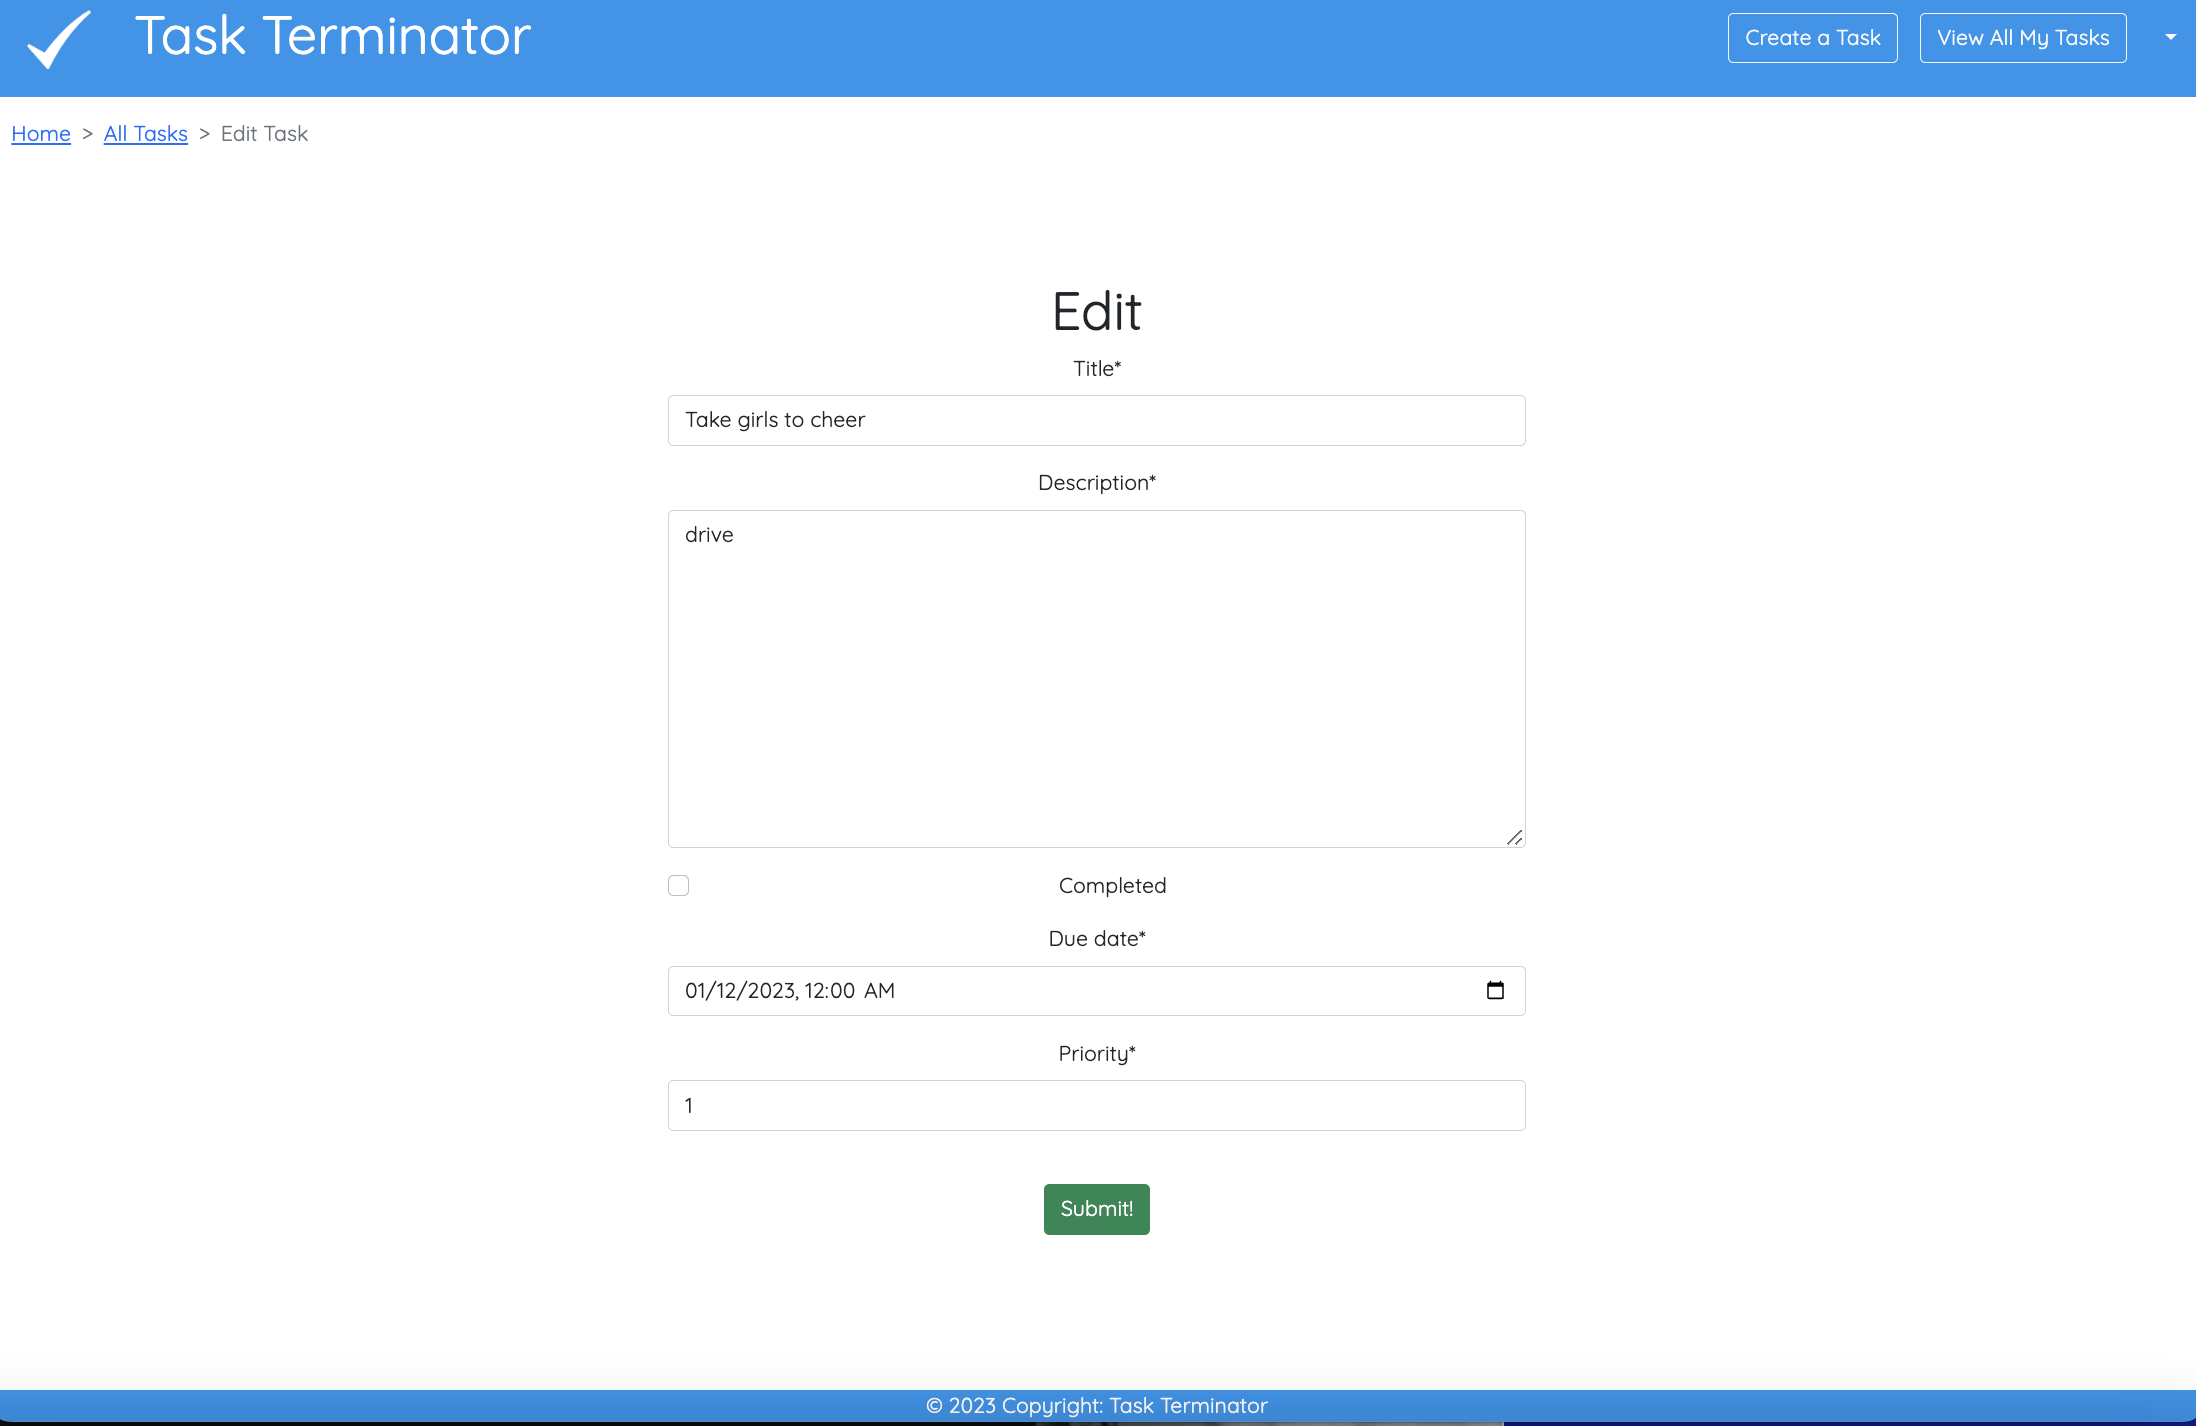 Task Terminator
Create a Task
View All My Tasks
Home > All Tasks > Edit Task
Edit
Title*
Take girls to cheer
Description*
drive
Completed
Due date*
01/12/2023, 12:00 AM
Priority*
1
Submit!
© 2023 Copyright: Task Terminator